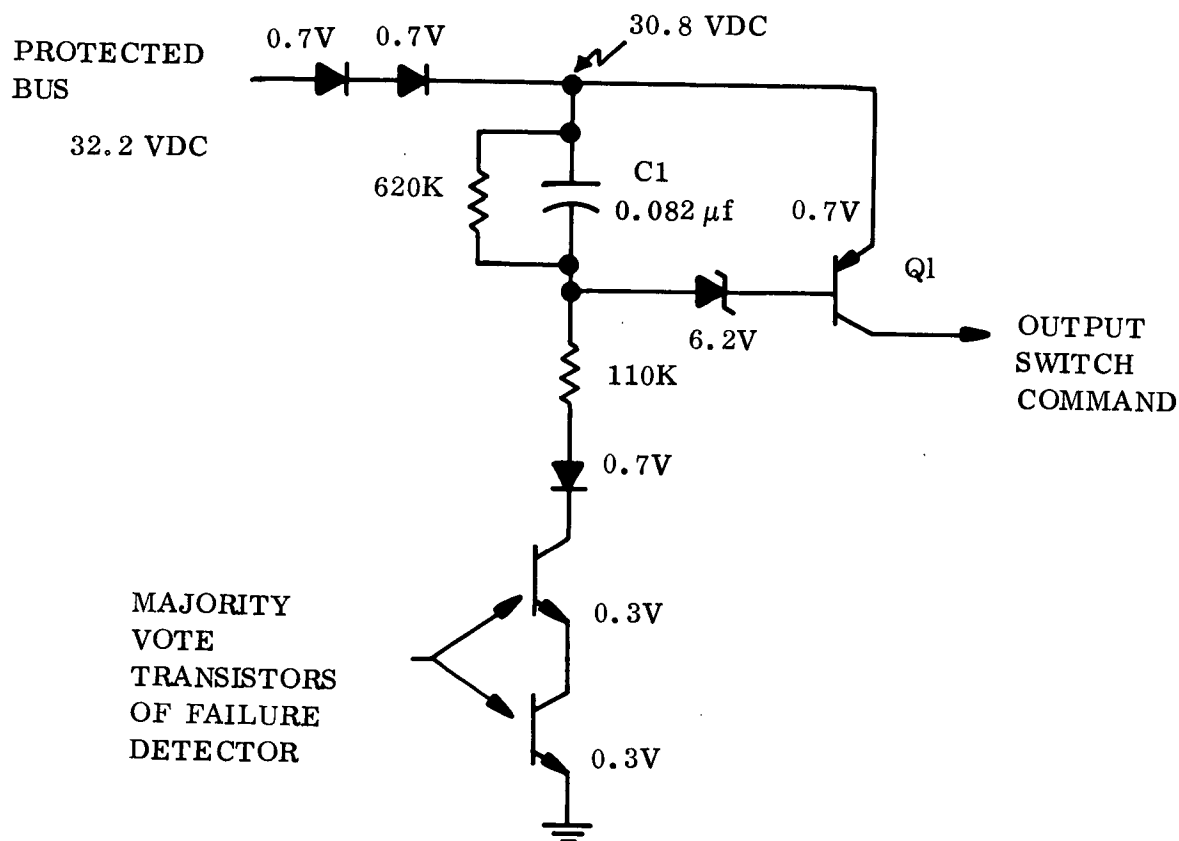 PROTECTED
BUS
32.2 VDC
0.7V
0.7V
30.8 VDC
620K
C1
0.082 µf
0.7V
Q1
6.2V
OUTPUT
SWITCH
COMMAND
110K
0.7V
MAJORITY
VOTE
TRANSISTORS
OF FAILURE
DETECTOR
0.3V
0.3V